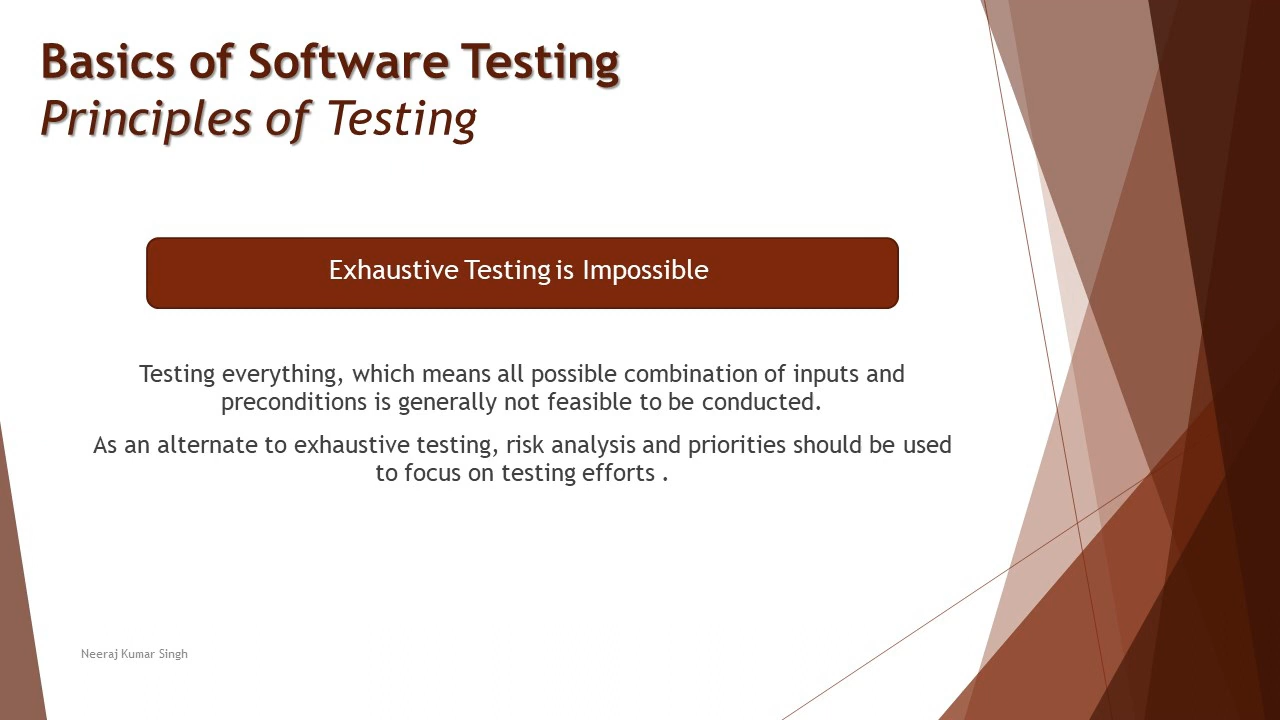 Basics of Software Testing
Principles of Testing
Exhaustive Testing is Impossible
Testing everything, which means all possible combination of inputs and
preconditions is generally not feasible to be conducted.
As an alternate to exhaustive testing, risk analysis and priorities should be used
to focus on testing efforts .
Neeraj Kumar Singh